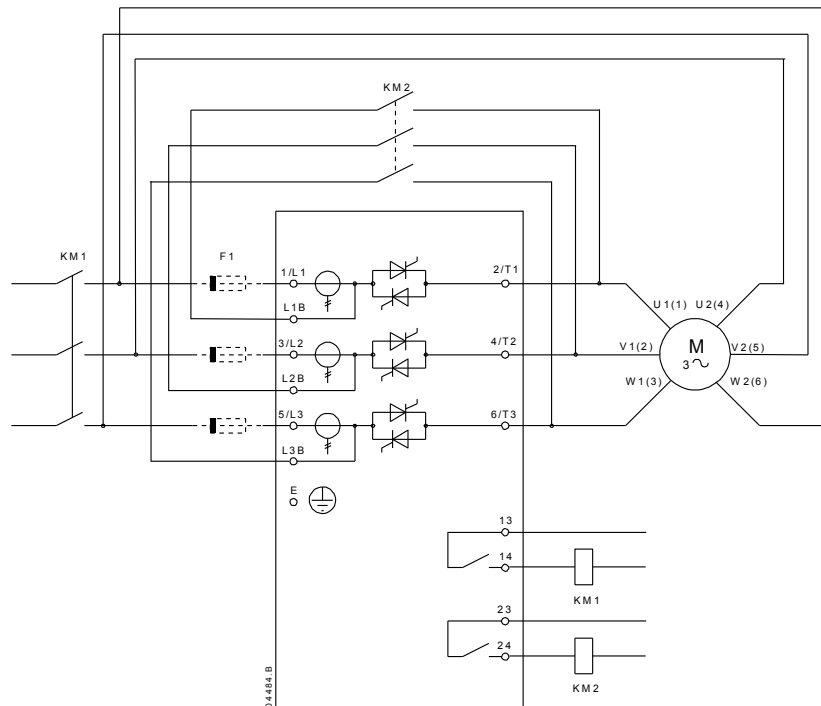 KM2
KM1
F1
1/L1
2/T1
L1B
U1(1) U2(4)
3/L2
4/T2
V1(2)
M
3
V2(5)
L2B
W1(3)
W2(6)
5/L3
6/T3
L3B
E
13
14
KM1
23
24
KM2
04484.B